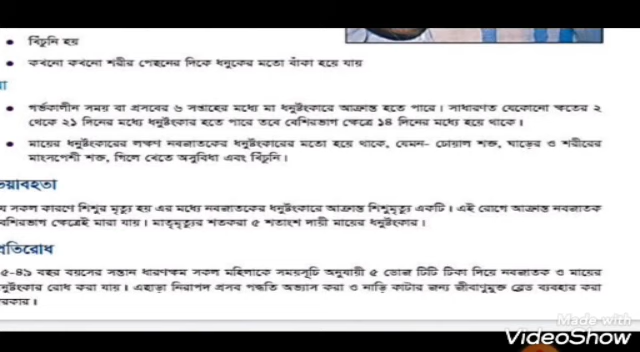 খিঁচুনি হয়
কখনো কখনো শরীর পেছনের দিকে ধনুকের মতো বাঁকা হয়ে যায়
মা
গর্ভকালীন সময় বা প্রসবের ৬ সপ্তাহের মধ্যে মা ধনুষ্টংকারে আক্রান্ত হতে পারে। সাধারণত যেকোনো ক্ষতের ২
থেকে ২১ দিনের মধ্যে ধনুষ্টংকার হতে পারে তবে বেশিরভাগ ক্ষেত্রে ১৪ দিনের মধ্যে হয়ে থাকে।
মায়ের ধনুষ্টংকারের লক্ষণ নবজাতকের ধনুষ্টংকারের মতো হয়ে থাকে, যেমন- চোয়াল শক্ত, ঘাড়ের ও শরীরের
মাংসপেশী শক্ত, গিলে খেতে অসুবিধা এবং খিঁচুনি।
ভয়াবহতা
যে সকল কারণে শিশুর মৃত্যু হয় এর মধ্যে নবজাতকের ধনুষ্টংকারে আক্রান্ত শিশুমৃত্যু একটি। এই রোগে আক্রান্ত নবজাতক
বেশিরভাগ ক্ষেত্রেই মারা যায়। মাতৃমৃত্যুর শতকরা ৫ শতাংশ দায়ী মায়ের ধনুষ্টংকার।
প্রতিরোধ
৫-৪৯ বছর বয়সের সন্তান ধারণক্ষম সকল মহিলাকে সময়সূচি অনুযায়ী ৫ ডোজ টিটি টিকা দিয়ে নবজাতক ও মায়ের
ধনুষ্টংকার রোধ করা যায়। এছাড়া নিরাপদ প্রসব পদ্ধতি অভ্যাস করা ও নাড়ি কাটার জন্য জীবাণুমুক্ত ব্লেড ব্যবহার করা
দরকার।
Made with
VideoShow